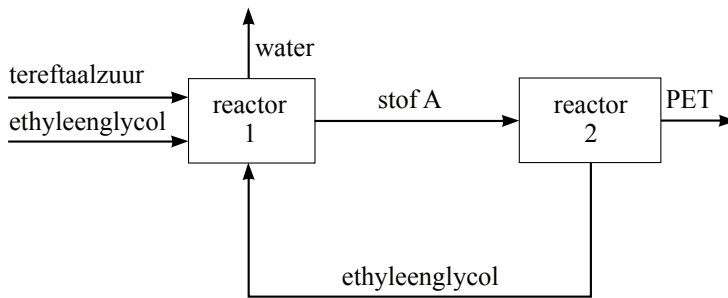 water
tereftaalzuur
ethyleenglycol
reactor
1
stof A
reactor
2
PET
ethyleenglycol